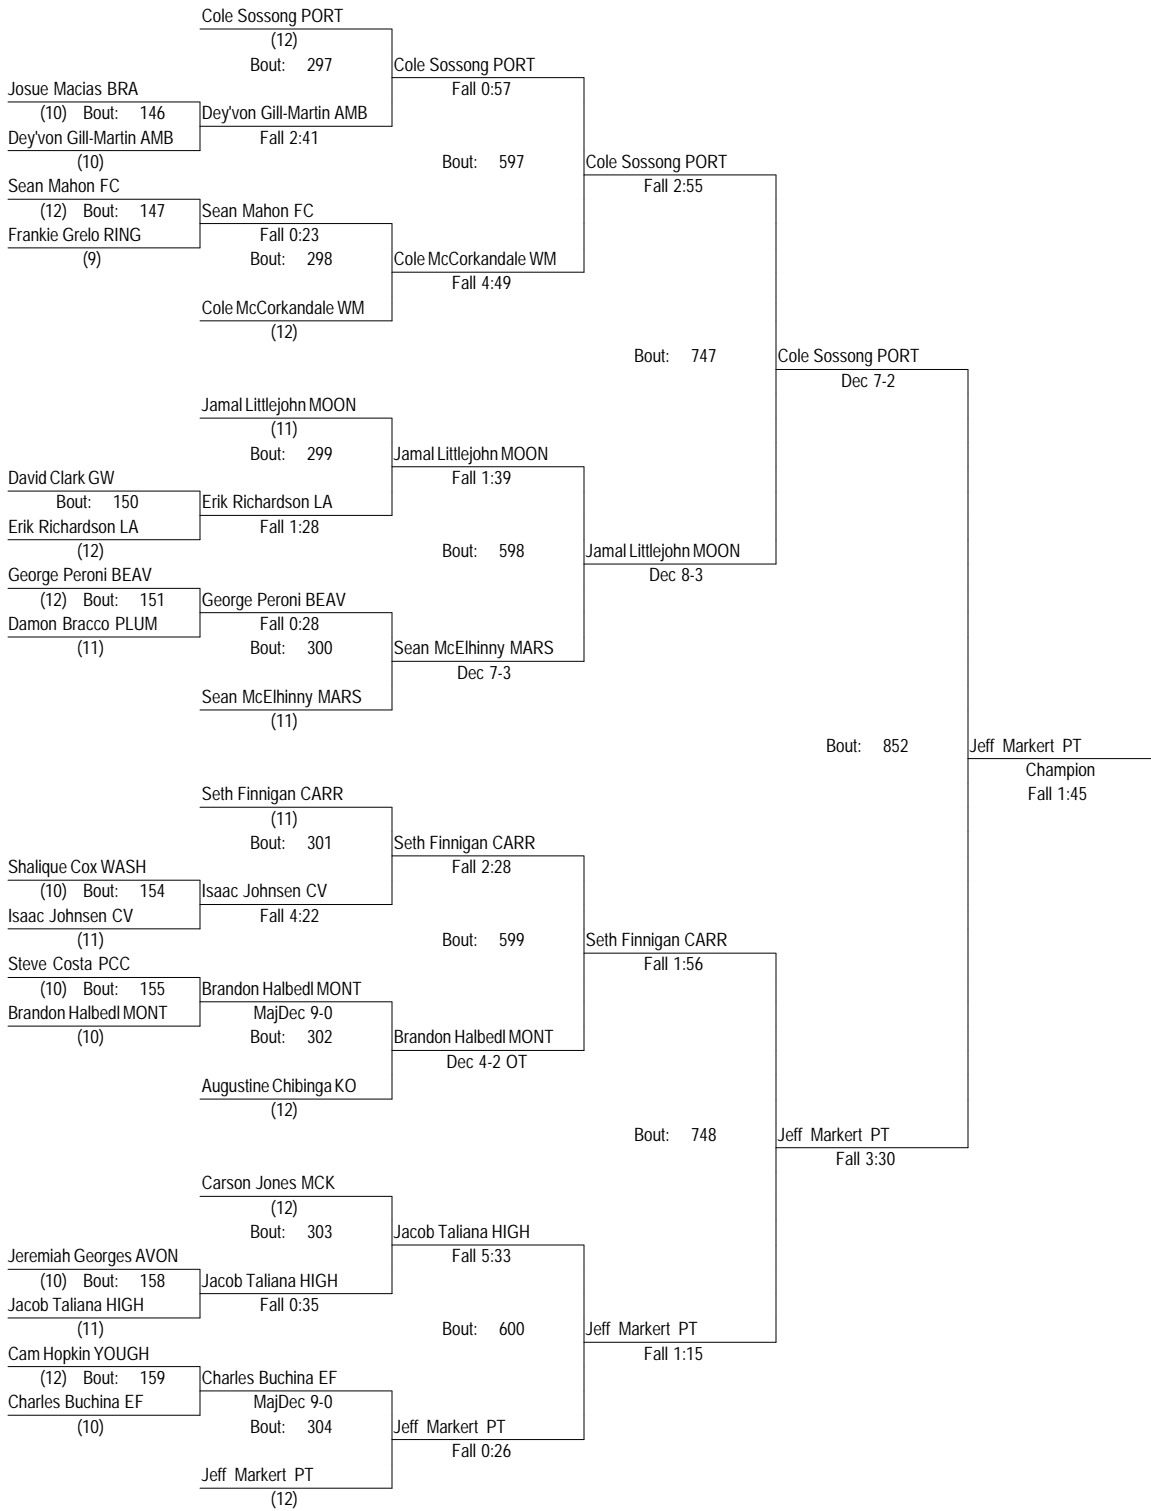 Cole Sossong PORT
(12)
Bout: 297
Cole Sossong PORT
Fall 0:57
Josue Macias BRA
(10) Bout: 146
Dey'von Gill-Martin AMB
Dey'von Gill-Martin AMB
Fall 2:41
(10)
Bout: 597
Cole Sossong PORT
Fall 2:55
Sean Mahon FC
(12) Bout: 147
Sean Mahon FC
Frankie Grelo RING
Fall 0:23
(9)
Bout: 298
Cole McCorkandale WM
Fall 4:49
Cole McCorkandale WM
(12)
Bout: 747
Cole Sossong PORT
Dec 7-2
Jamal Littlejohn MOON
(11)
Bout: 299
Jamal Littlejohn MOON
Fall 1:39
David Clark GW
Bout: 150
Erik Richardson LA
Erik Richardson LA
Fall 1:28
(12)
Bout: 598
Jamal Littlejohn MOON
Dec 8-3
George Peroni BEAV
(12) Bout: 151
George Peroni BEAV
Damon Bracco PLUM
Fall 0:28
(11)
Bout: 300
Sean McElhinny MARS
Dec 7-3
Sean McElhinny MARS
(11)
Bout: 852
Jeff Markert PT
Champion
Fall 1:45
Seth Finnigan CARR
(11)
Bout: 301
Seth Finnigan CARR
Fall 2:28
Shalique Cox WASH
(10) Bout: 154
Isaac Johnsen CV
Isaac Johnsen CV
Fall 4:22
(11)
Bout: 599
Seth Finnigan CARR
Fall 1:56
Steve Costa PCC
(10) Bout: 155
Brandon Halbedl MONT
Brandon Halbedl MONT
MajDec 9-0
(10)
Bout: 302
Brandon Halbedl MONT
Dec 4-2 OT
Augustine Chibinga KO
(12)
Bout: 748
Jeff Markert PT
Fall 3:30
Carson Jones MCK
(12)
Bout: 303
Jacob Taliana HIGH
Fall 5:33
Jeremiah Georges AVON
(10) Bout: 158
Jacob Taliana HIGH
Jacob Taliana HIGH
Fall 0:35
(11)
Bout: 600
Jeff Markert PT
Fall 1:15
Cam Hopkin YOUGH
(12) Bout: 159
Charles Buchina EF
Charles Buchina EF
MajDec 9-0
(10)
Bout: 304
Jeff Markert PT
Fall 0:26
Jeff Markert PT
(12)